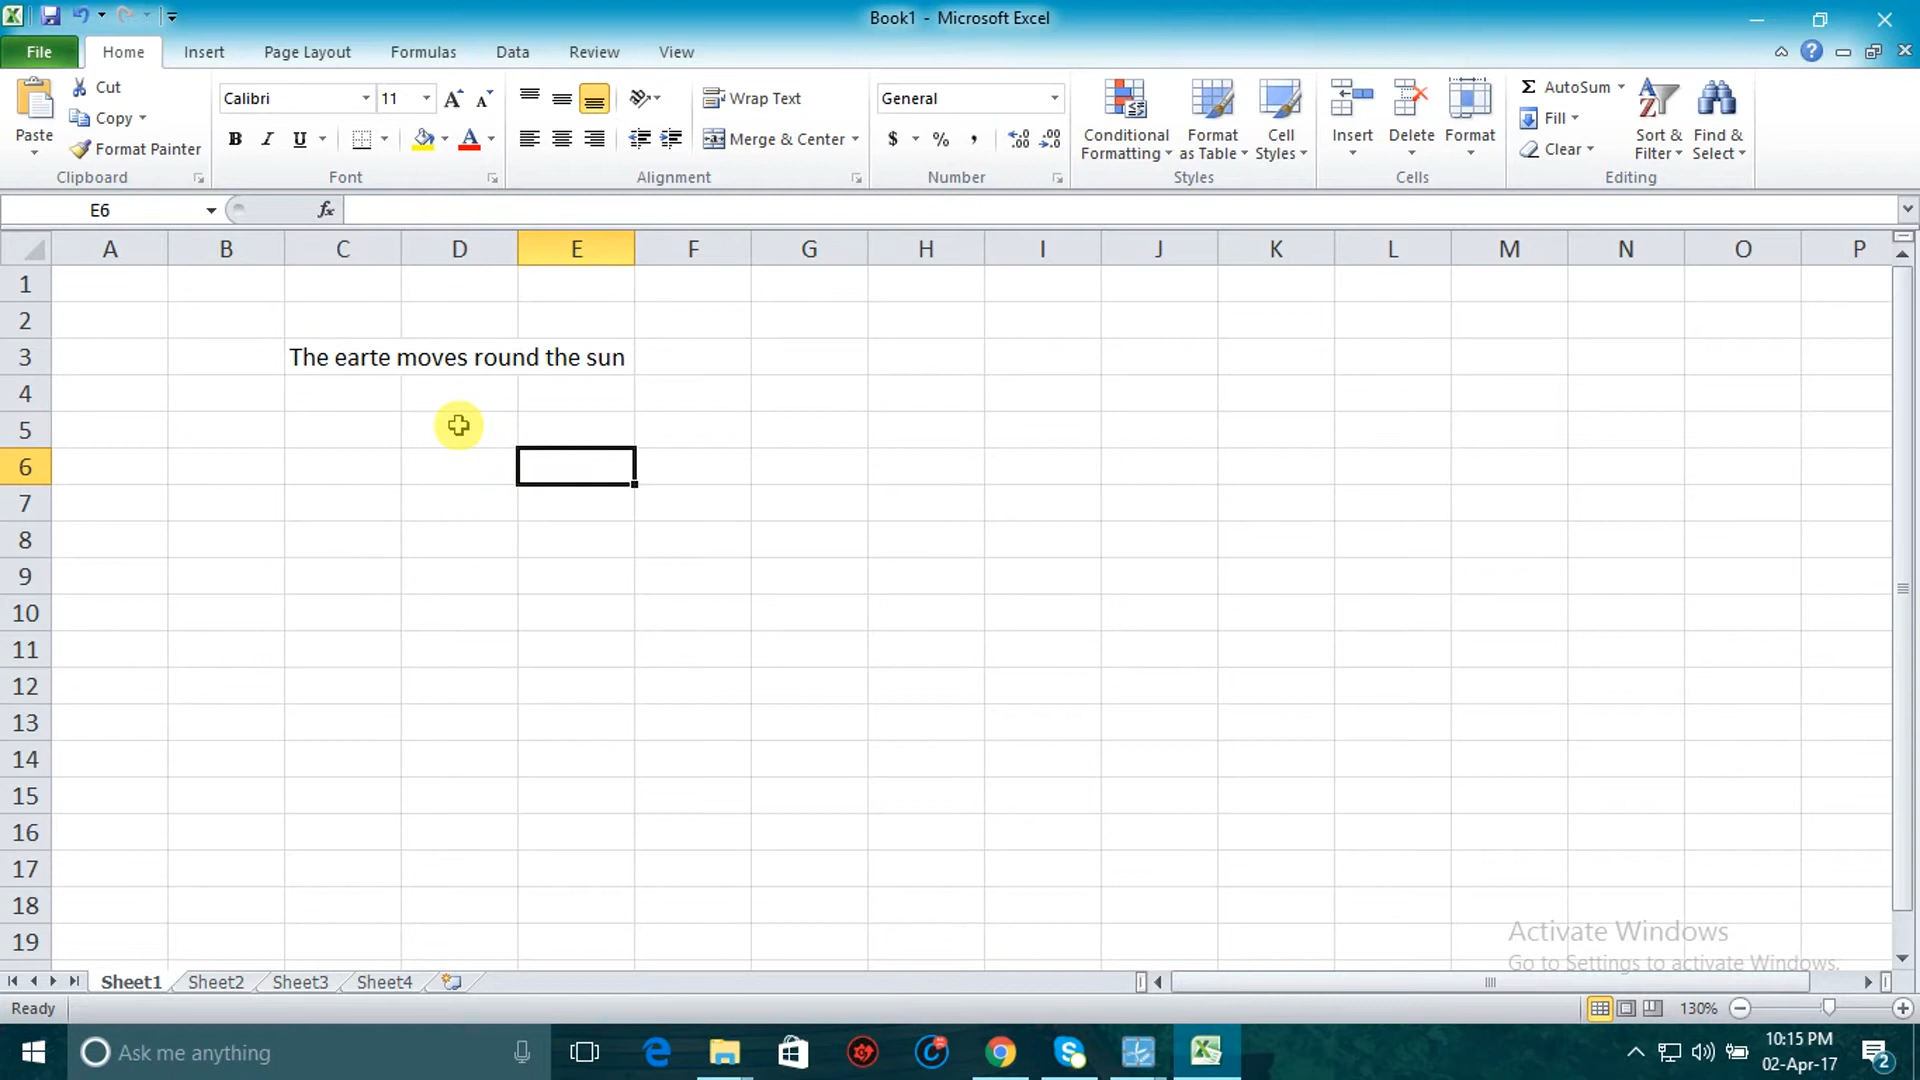 Book1 - Microsoft Excel
File Home Insert Page Layout Formulas Data Review View
Paste
Cut
Copy
Format Painter
Clipboard
Calibri 11
B I U
Font
Wrap Text
Merge & Center
Alignment
General
$ % ,
Number
Conditional Formatting
Format as Table
Cell Styles
Styles
Insert Delete Format
Cells
AutoSum
Fill
Clear
Sort & Filter
Find & Select
Editing
E6 fx
A B C D E F G H I J K L M N O P
1
2
3 The earte moves round the sun
4
5
6
7
8
9
10
11
12
13
14
15
16
17
18
19
Activate Windows
Go to Settings to activate Windows.
Sheet1 Sheet2 Sheet3 Sheet4
Ready 130%
Ask me anything
10:15 PM
02-Apr-17
2